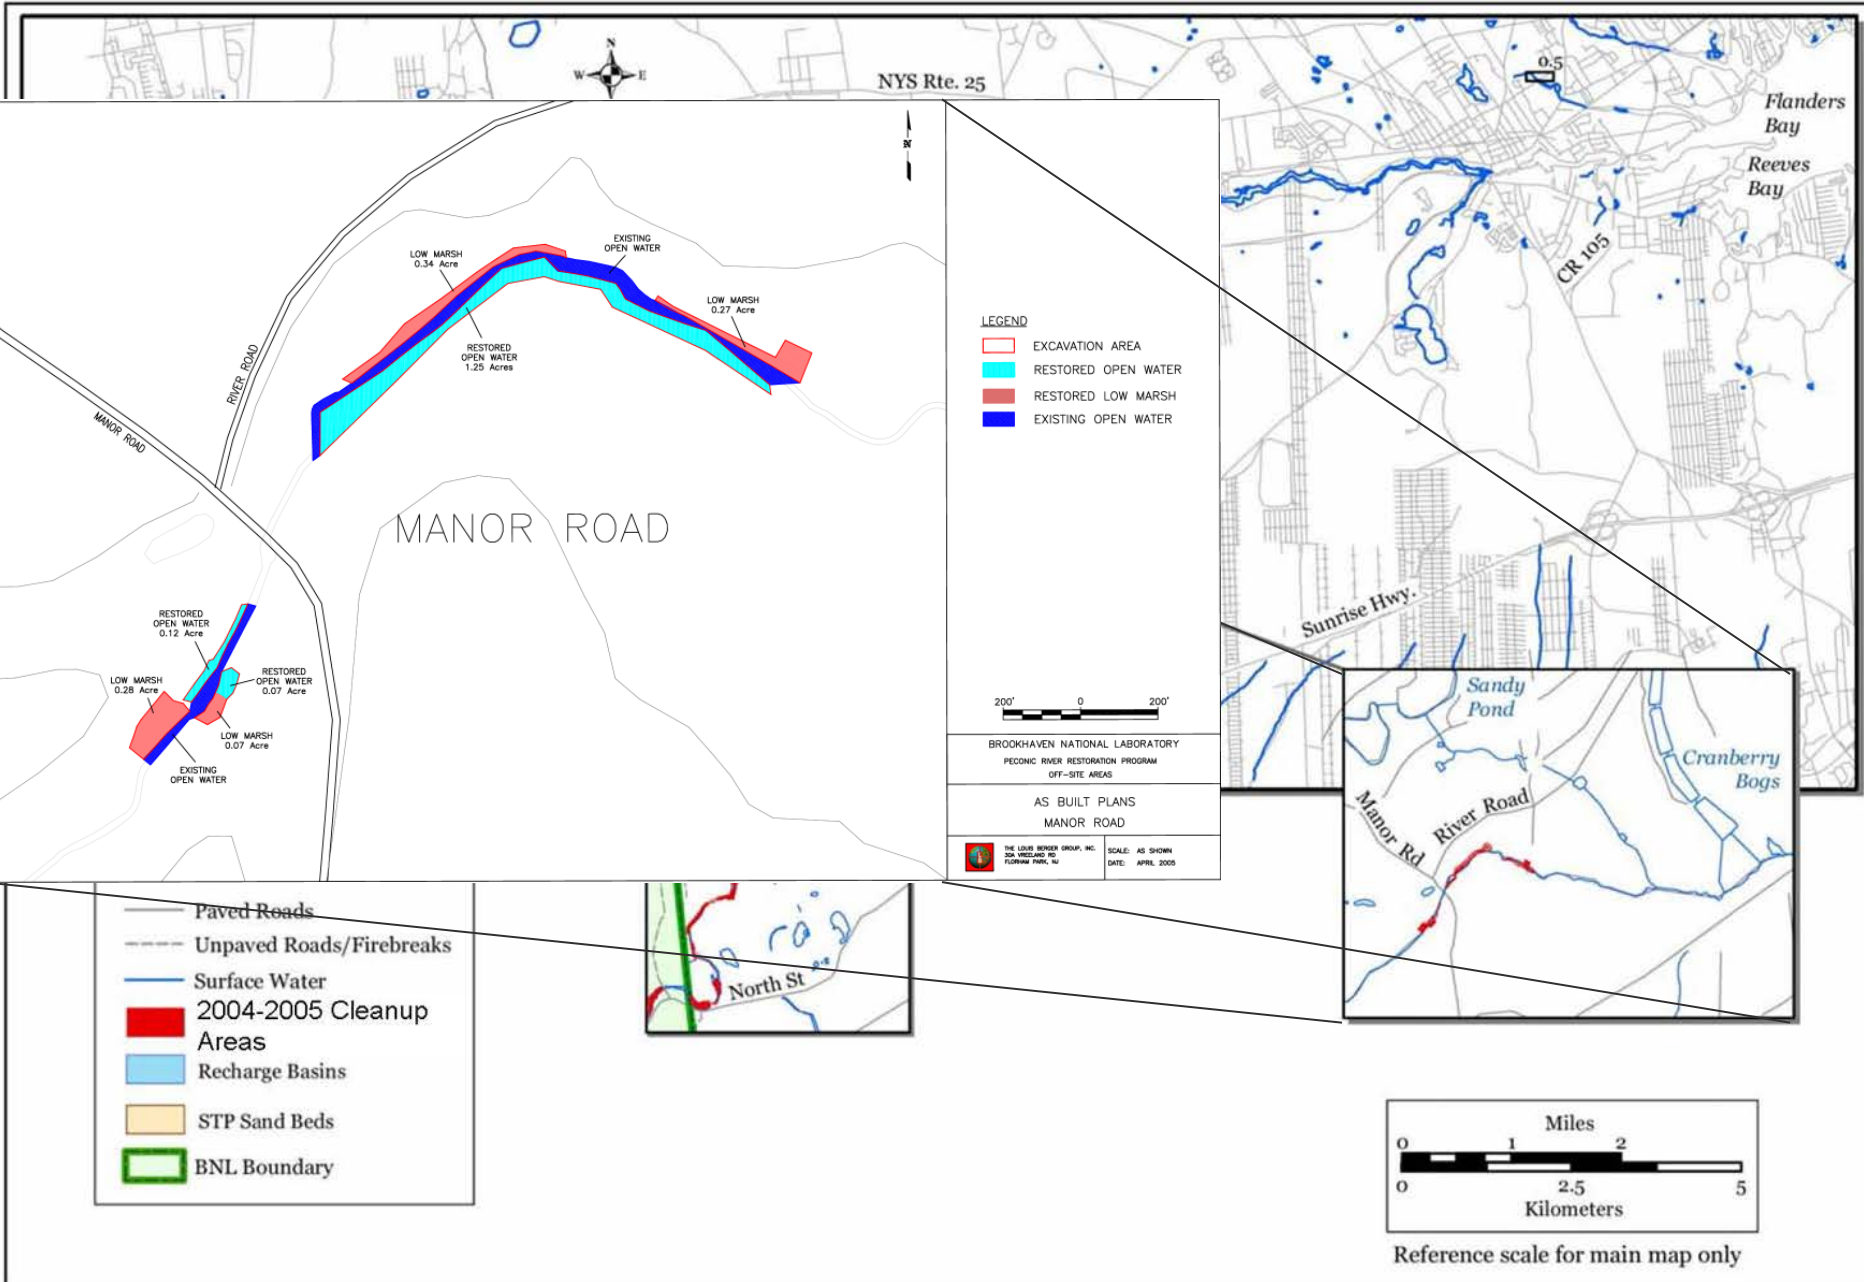 N
W E
NYS Rte. 25
0.5
Flanders
Bay
Reeves
Bay
CR 105
Sunrise Hwy.
N
LOW MARSH
0.34 Acre
EXISTING
OPEN WATER
LOW MARSH
0.27 Acre
RESTORED
OPEN WATER
1.25 Acres
RIVER ROAD
MANOR ROAD
MANOR ROAD
RESTORED
OPEN WATER
0.12 Acre
LOW MARSH
0.28 Acre
RESTORED
OPEN WATER
0.07 Acre
LOW MARSH
0.07 Acre
EXISTING
OPEN WATER
LEGEND
EXCAVATION AREA
RESTORED OPEN WATER
RESTORED LOW MARSH
EXISTING OPEN WATER
200' 0 200'
BROOKHAVEN NATIONAL LABORATORY
PECONIC RIVER RESTORATION PROGRAM
OFF-SITE AREAS
AS BUILT PLANS
MANOR ROAD
THE LOUIS BERGER GROUP, INC.
30A VREELAND RD
FLORHAM PARK, NJ
SCALE: AS SHOWN
DATE: APRIL 2005
Sandy
Pond
Cranberry
Bogs
Manor Rd
River Road
Paved Roads
Unpaved Roads/Firebreaks
Surface Water
2004-2005 Cleanup
Areas
Recharge Basins
STP Sand Beds
BNL Boundary
North St
Miles
0 1 2
0 2.5 5
Kilometers
Reference scale for main map only